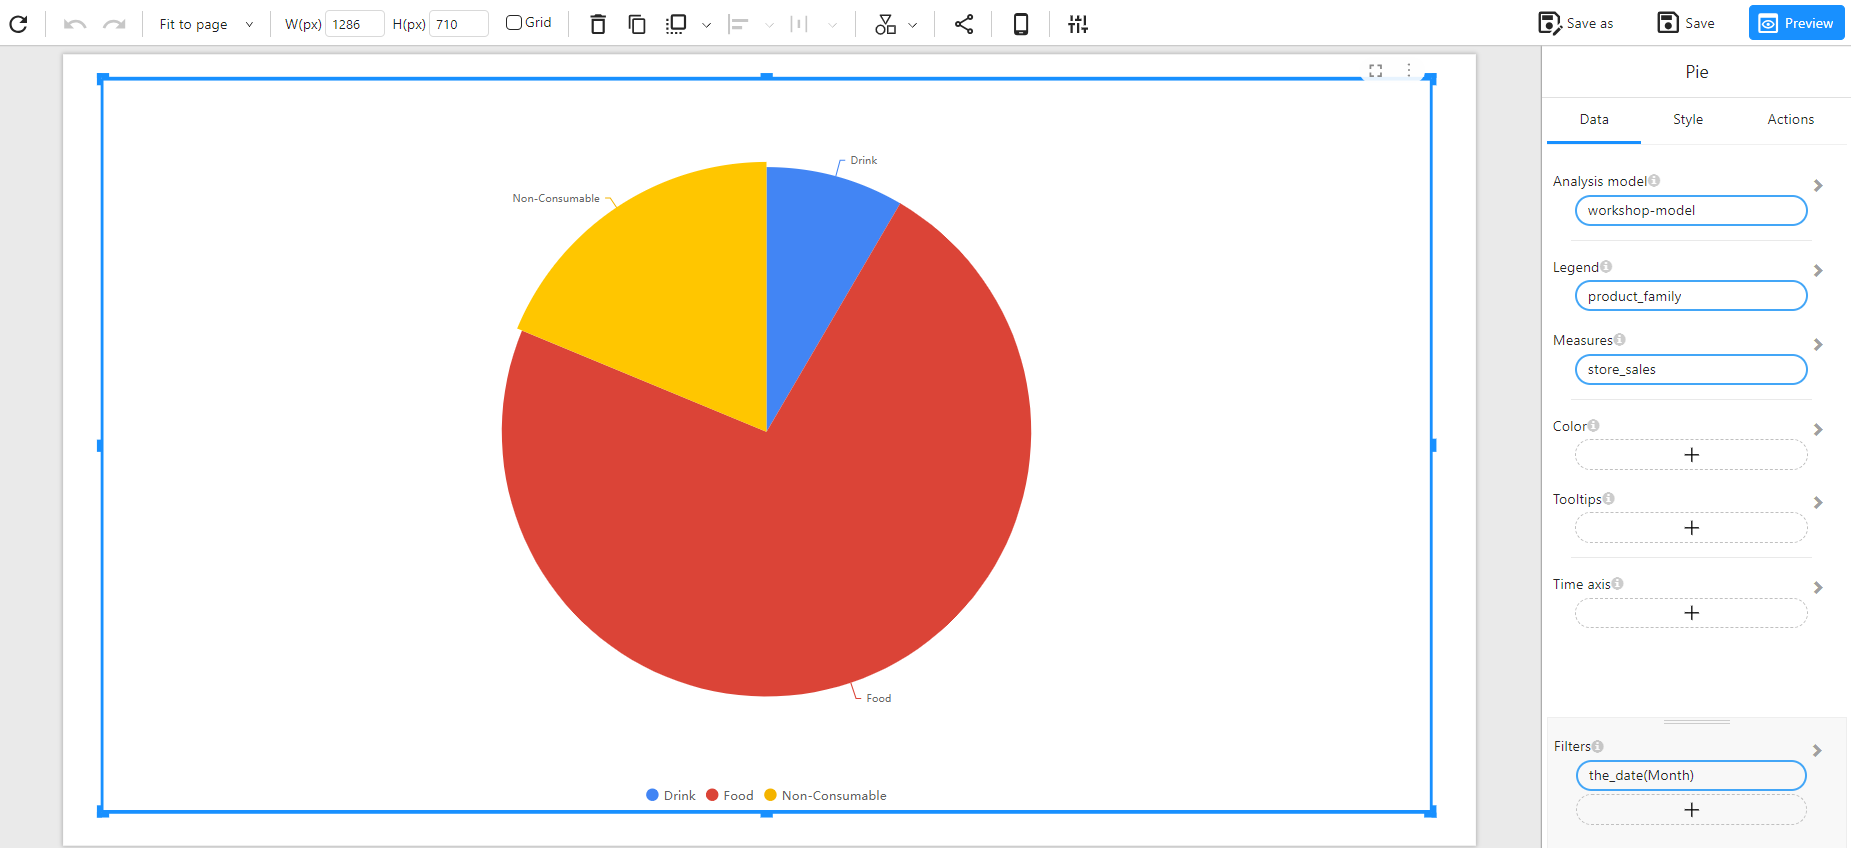 Fit to page W(px) 1286 H(px) 710 Grid Save as Save Preview
Pie
Data Style Actions
Drink
Non-Consumable
Food
Drink Food Non-Consumable
Analysis model
workshop-model
Legend
product_family
Measures
store_sales
Color
Tooltips
Time axis
Filters
the_date(Month)